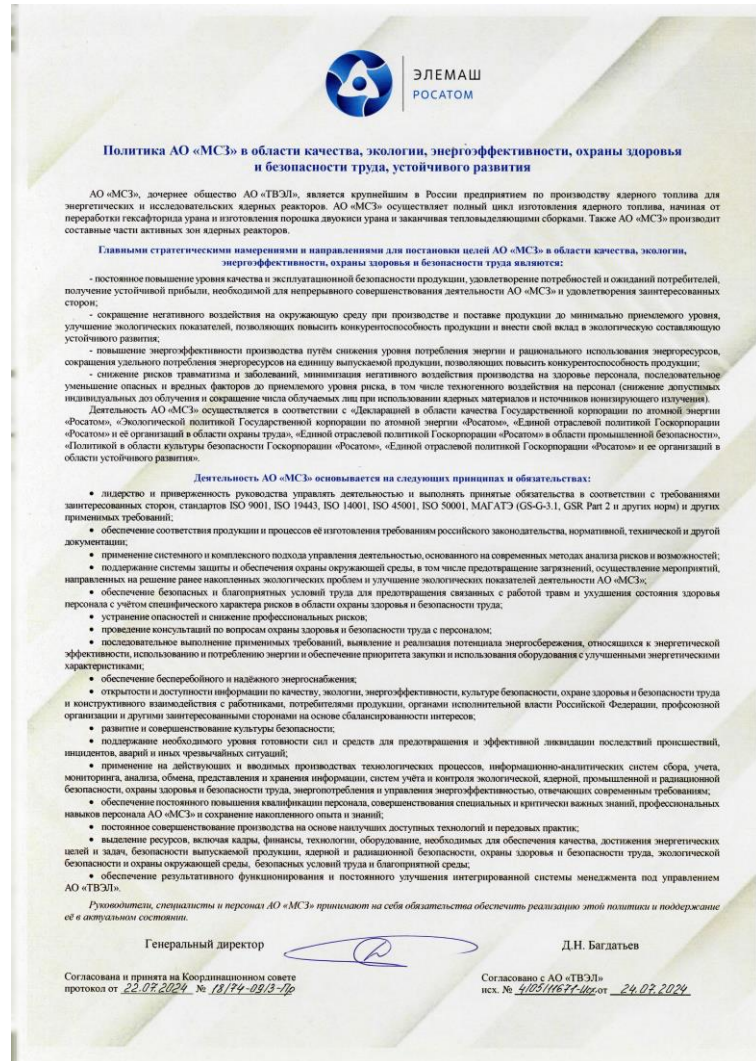 ЭЛЕМАШ
РОСАТОМ
Политика АО «МСЗ» в области качества, экологии, энергоэффективности, охраны здоровья
и безопасности труда, устойчивого развития
АО «МСЗ», дочернее общество АО «ТВЭЛ», является крупнейшим в России предприятием по производству ядерного топлива для
энергетических и исследовательских ядерных реакторов. АО «МСЗ» осуществляет полный цикл изготовления ядерного топлива, начиная от
переработки гексафторида урана и изготовления порошка двуокиси урана и заканчивая тепловыделяющими сборками. Также АО «МСЗ» производит
составные части активных зон ядерных реакторов.
Главными стратегическими намерениями и направлениями для постановки целей АО «МСЗ» в области качества, экологии,
энергоэффективности, охраны здоровья и безопасности труда являются:
- постоянное повышение уровня качества и эксплуатационной безопасности продукции, удовлетворение потребностей и ожиданий потребителей,
получение устойчивой прибыли, необходимой для непрерывного совершенствования деятельности АО «МСЗ» и удовлетворения заинтересованных
сторон;
- сокращение негативного воздействия на окружающую среду при производстве и поставке продукции до минимально приемлемого уровня,
улучшение экологических показателей, позволяющих повысить конкурентоспособность продукции и внести свой вклад в экологическую составляющую
устойчивого развития;
- повышение энергоэффективности производства путём снижения уровня потребления энергии и рационального использования энергоресурсов,
сокращения удельного потребления энергоресурсов на единицу выпускаемой продукции, позволяющих повысить конкурентоспособность продукции;
- снижение рисков травматизма и заболеваний, минимизация негативного воздействия производства на здоровье персонала, последовательное
уменьшение опасных и вредных факторов до приемлемого уровня риска, в том числе техногенного воздействия на персонал (снижение допустимых
индивидуальных доз облучения и сокращение числа облучаемых лиц при использовании ядерных материалов и источников ионизирующего излучения).
Деятельность АО «МСЗ» осуществляется в соответствии с «Декларацией в области качества Государственной корпорации по атомной энергии
«Росатом», «Экологической политикой Государственной корпорации по атомной энергии «Росатом», «Единой отраслевой политикой Госкорпорации
«Росатом» и её организаций в области охраны труда», «Единой отраслевой политикой Госкорпорации «Росатом» в области промышленной безопасности»,
«Политикой в области культуры безопасности Госкорпорации «Росатом», «Единой отраслевой политикой Госкорпорации «Росатом» и ее организаций в
области устойчивого развития».
Деятельность АО «МСЗ» основывается на следующих принципах и обязательствах:
• лидерство и приверженность руководства управлять деятельностью и выполнять принятые обязательства в соответствии с требованиями
заинтересованных сторон, стандартов ISO 9001, ISO 19443, ISO 14001, ISO 45001, ISO 50001, МАГАТЭ (GS-G-3.1, GSR Part 2 и других норм) и других
применимых требований;
• обеспечение соответствия продукции и процессов её изготовления требованиям российского законодательства, нормативной, технической и другой
документации;
• применение системного и комплексного подхода управления деятельностью, основанного на современных методах анализа рисков и возможностей;
• поддержание системы защиты и обеспечения охраны окружающей среды, в том числе предотвращение загрязнений, осуществление мероприятий,
направленных на решение ранее накопленных экологических проблем и улучшение экологических показателей деятельности АО «МСЗ»;
• обеспечение безопасных и благоприятных условий труда для предотвращения связанных с работой травм и ухудшения состояния здоровья
персонала с учётом специфического характера рисков в области охраны здоровья и безопасности труда;
• устранение опасностей и снижение профессиональных рисков;
• проведение консультаций по вопросам охраны здоровья и безопасности труда с персоналом;
• последовательное выполнение применимых требований, выявление и реализация потенциала энергосбережения, относящихся к энергетической
эффективности, использованию и потреблению энергии и обеспечение приоритета закупки и использования оборудования с улучшенными энергетическими
характеристиками;
• обеспечение бесперебойного и надёжного энергоснабжения;
• открытости и доступности информации по качеству, экологии, энергоэффективности, культуре безопасности, охране здоровья и безопасности труда
и конструктивного взаимодействия с работниками, потребителями продукции, органами исполнительной власти Российской Федерации, профсоюзной
организации и другими заинтересованными сторонами на основе сбалансированности интересов;
• развитие и совершенствование культуры безопасности;
• поддержание необходимого уровня готовности сил и средств для предотвращения и эффективной ликвидации последствий происшествий,
инцидентов, аварий и иных чрезвычайных ситуаций;
• применение на действующих и вводимых производствах технологических процессов, информационно-аналитических систем сбора, учета,
мониторинга, анализа, обмена, представления и хранения информации, систем учёта и контроля экологической, ядерной, промышленной и радиационной
безопасности, охраны здоровья и безопасности труда, энергопотребления и управления энергоэффективностью, отвечающих современным требованиям;
• обеспечение постоянного повышения квалификации персонала, совершенствования специальных и критически важных знаний, профессиональных
навыков персонала АО «МСЗ» и сохранение накопленного опыта и знаний;
• постоянное совершенствование производства на основе наилучших доступных технологий и передовых практик;
• выделение ресурсов, включая кадры, финансы, технологии, оборудование, необходимых для обеспечения качества, достижения энергетических
целей и задач, безопасности выпускаемой продукции, ядерной и радиационной безопасности, охраны здоровья и безопасности труда, экологической
безопасности и охраны окружающей среды, безопасных условий труда и благоприятной среды;
• обеспечение результативного функционирования и постоянного улучшения интегрированной системы менеджмента под управлением
АО «ТВЭЛ».
Руководители, специалисты и персонал АО «МСЗ» принимают на себя обязательства обеспечить реализацию этой политики и поддержание
её в актуальном состоянии.
Генеральный директор Д.Н. Багдатьев
Согласована и принята на Координационном совете
протокол от 22.07.2024 № 18/74-09/3-Пр
Согласовано с АО «ТВЭЛ»
исх. № 4/05/11671-Исх от 24.07.2024